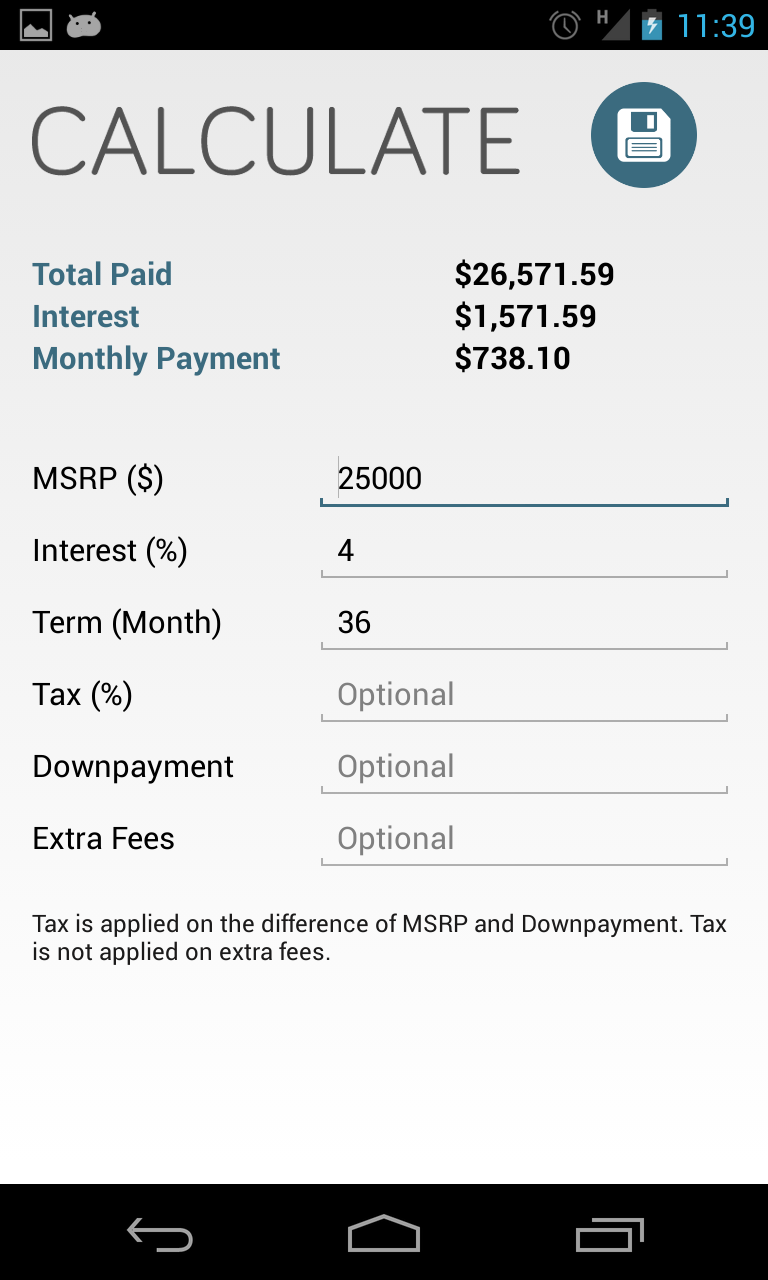 H 11:39
CALCULATE
Total Paid $26,571.59
Interest $1,571.59
Monthly Payment $738.10
MSRP ($) 25000
Interest (%) 4
Term (Month) 36
Tax (%) Optional
Downpayment Optional
Extra Fees Optional
Tax is applied on the difference of MSRP and Downpayment. Tax
is not applied on extra fees.